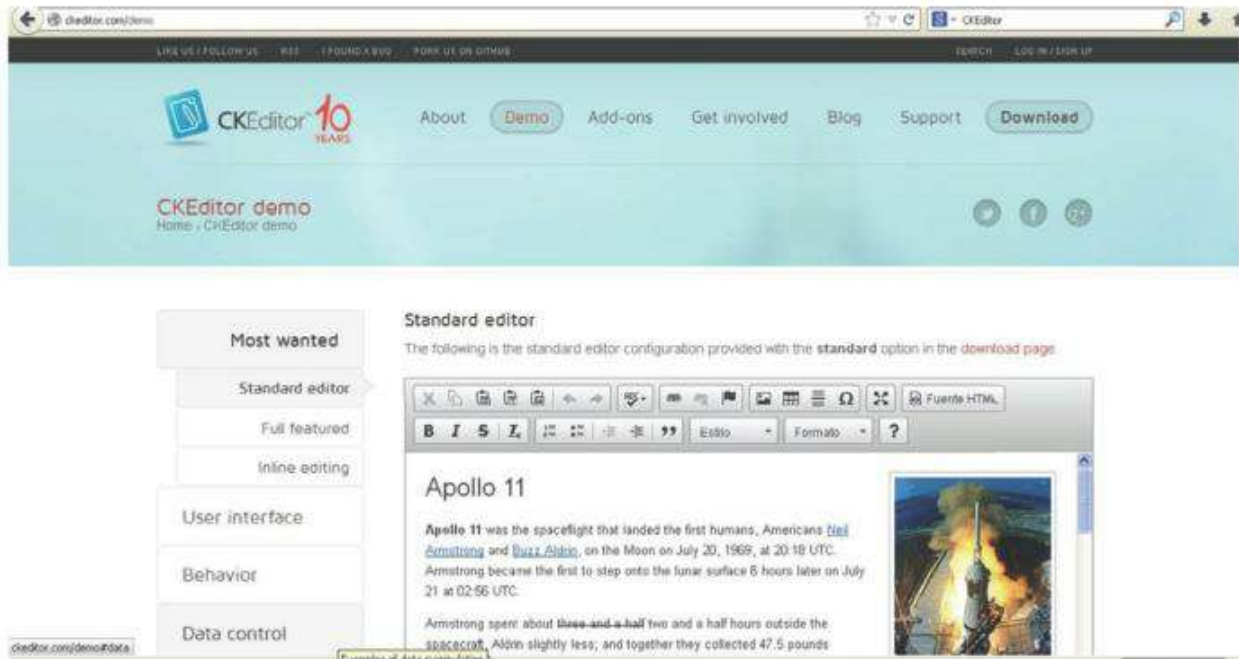 ckeditor.com/demo
CKEditor
LIKE US / FOLLOW US RSS I FOUND A BUG FORK US ON GITHUB SEARCH LOG IN / SIGN UP
CKEditor 10 YEARS
About Demo Add-ons Get involved Blog Support Download
CKEditor demo
Home › CKEditor demo
Most wanted
Standard editor
Full featured
Inline editing
User interface
Behavior
Data control
Standard editor
The following is the standard editor configuration provided with the standard option in the download page.
Fuente HTML
B I S Estilo Formato ?
Apollo 11
Apollo 11 was the spaceflight that landed the first humans, Americans Neil
Armstrong and Buzz Aldrin, on the Moon on July 20, 1969, at 20:18 UTC.
Armstrong became the first to step onto the lunar surface 6 hours later on July
21 at 02:56 UTC.
Armstrong spent about three and a half two and a half hours outside the
spacecraft, Aldrin slightly less; and together they collected 47.5 pounds
ckeditor.com/demo#data
Examples of data manipulation